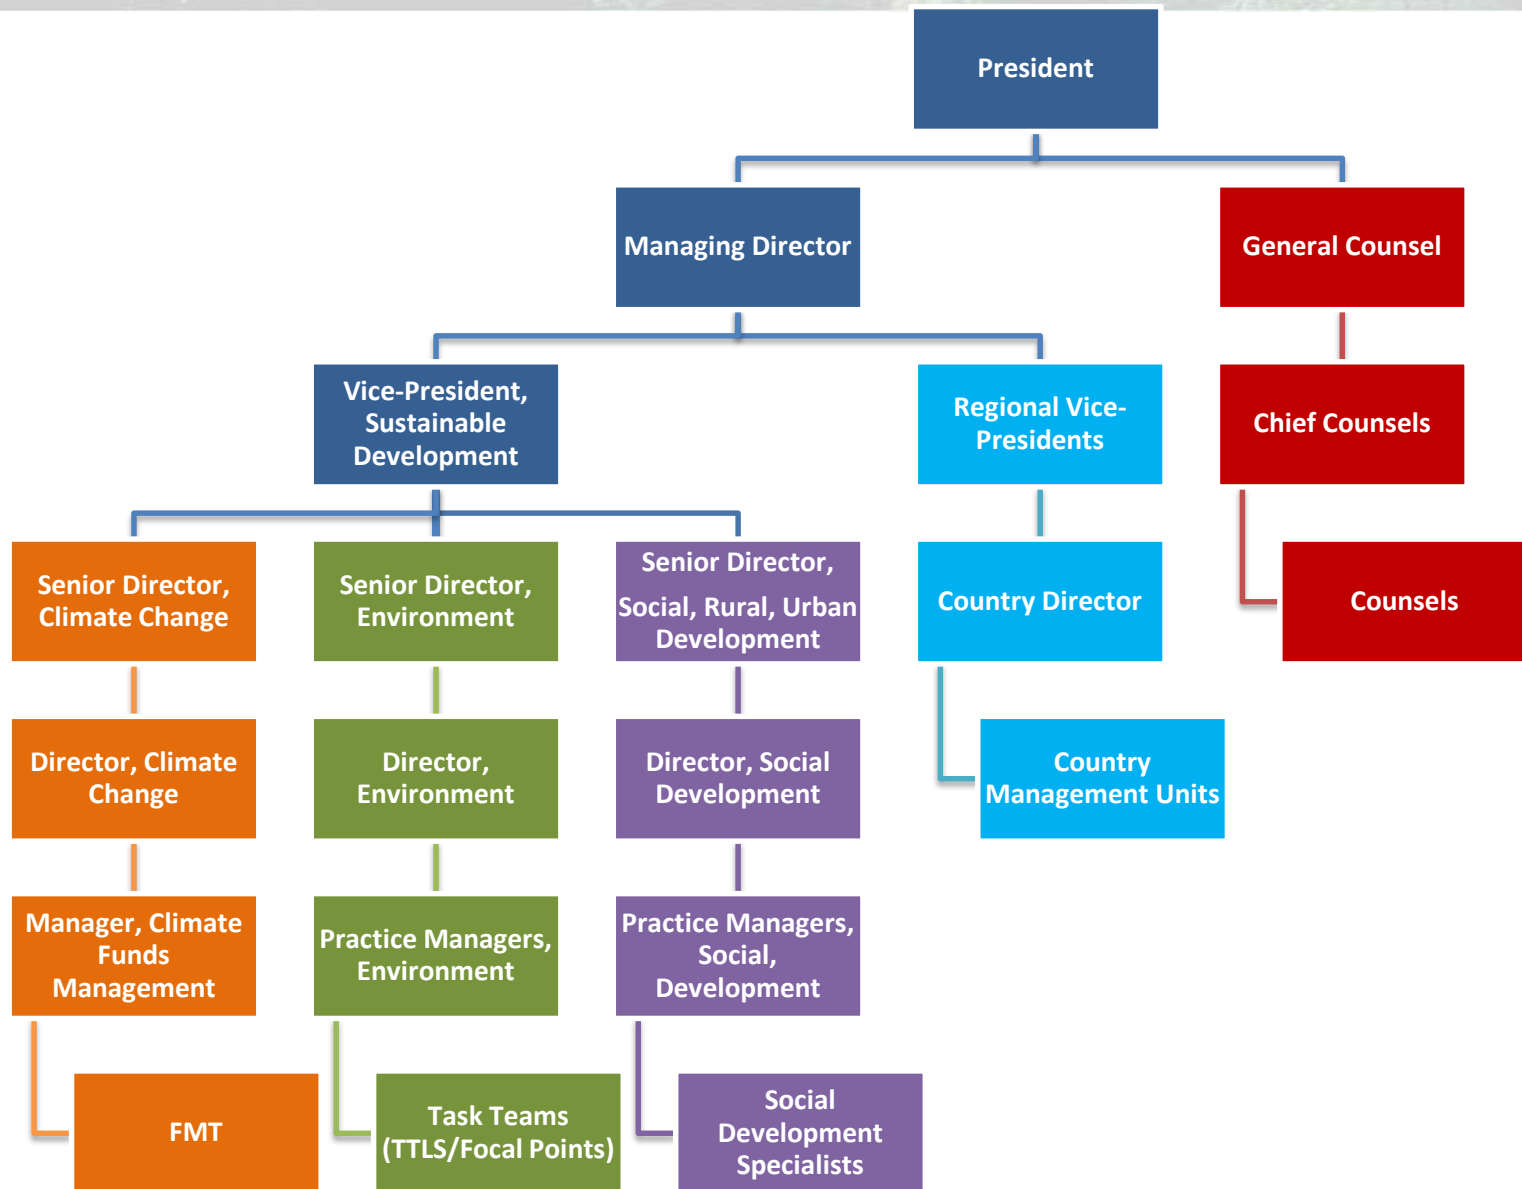 President
Managing Director
General Counsel
Vice-President,
Sustainable
Development
Regional Vice-
Presidents
Chief Counsels
Senior Director,
Climate Change
Senior Director,
Environment
Senior Director,
Social, Rural, Urban
Development
Country Director
Counsels
Director, Climate
Change
Director,
Environment
Director, Social
Development
Country
Management Units
Manager, Climate
Funds
Management
Practice Managers,
Environment
Practice Managers,
Social,
Development
FMT
Task Teams
(TTLS/Focal Points)
Social
Development
Specialists